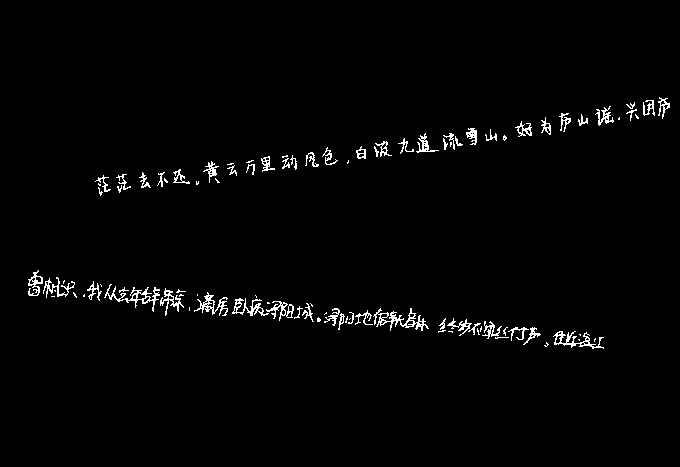 茫茫去不还。黄云万里动风色，白波九道流雪山。好为庐山谣，兴因庐
曾相识，我从去年辞帝京，谪居卧病浔阳城。浔阳地僻无音乐 终岁不闻丝竹声。住近湓江